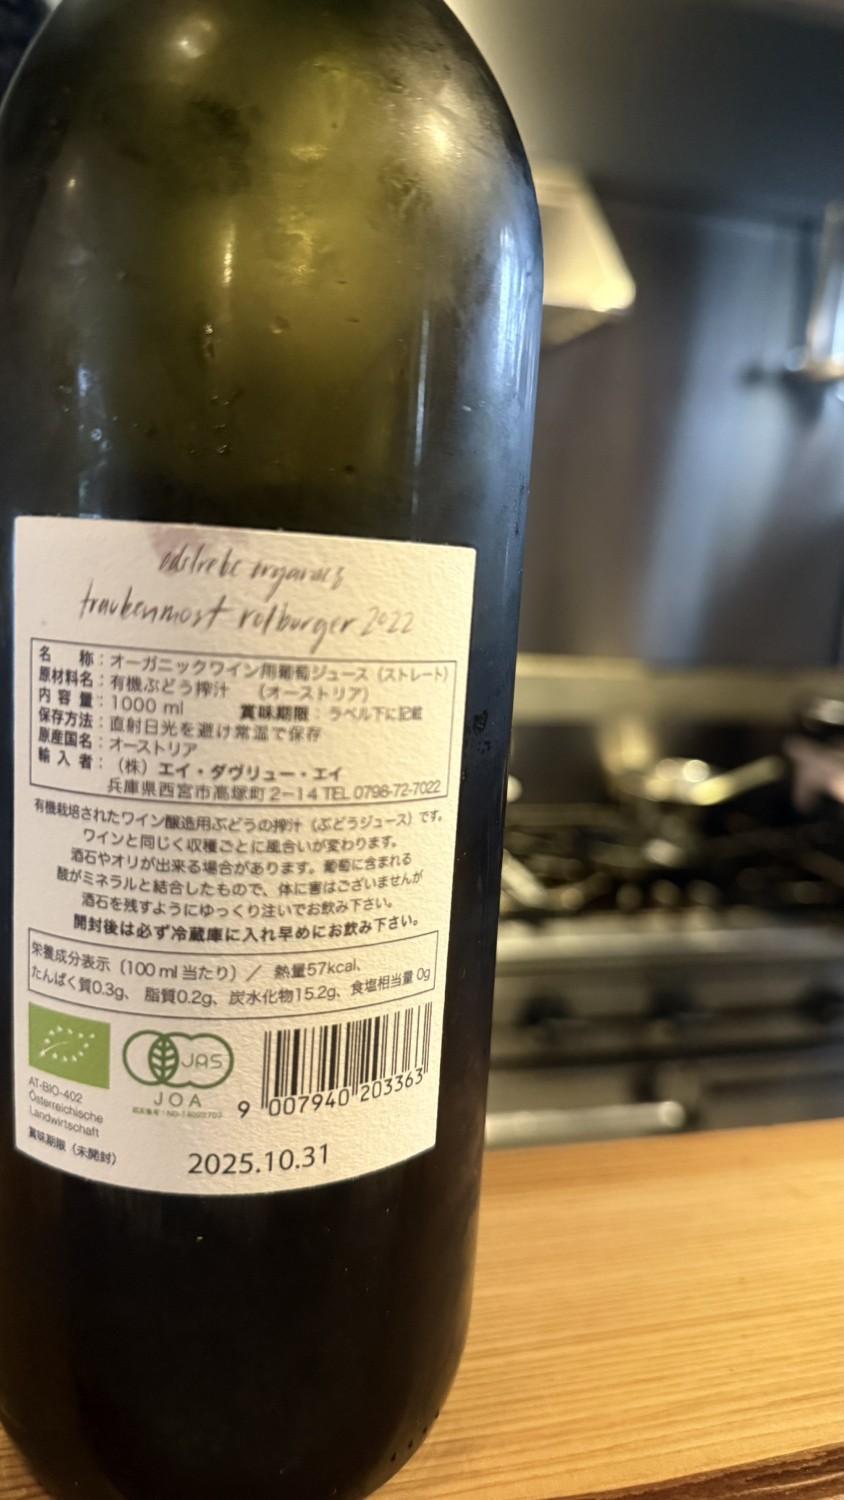 traubenmost rotburger 2022
名　称：オーガニックワイン用葡萄ジュース（ストレート）
原材料名：有機ぶどう搾汁　（オーストリア）
内容量：1000 ml　賞味期限：ラベル下に記載
保存方法：直射日光を避け常温で保存
原産国名：オーストリア
輸入者：（株）エイ・ダヴリュー・エイ
兵庫県西宮市高塚町2-14 TEL 0798-72-7022
有機栽培されたワイン醸造用ぶどうの搾汁（ぶどうジュース）です。
ワインと同じく収穫ごとに風合いが変わります。
酒石やオリが出来る場合があります。葡萄に含まれる
酸がミネラルと結合したもので、体に害はございませんが
酒石を残すようにゆっくり注いでお飲み下さい。
開封後は必ず冷蔵庫に入れ早めにお飲み下さい。
栄養成分表示（100 ml 当たり）／ 熱量57kcal、
たんぱく質0.3g、脂質0.2g、炭水化物15.2g、食塩相当量 0g
JAS
JOA
AT-BIO-402
Österreichische
Landwirtschaft
9 007940 203363
賞味期限（未開封）
2025.10.31